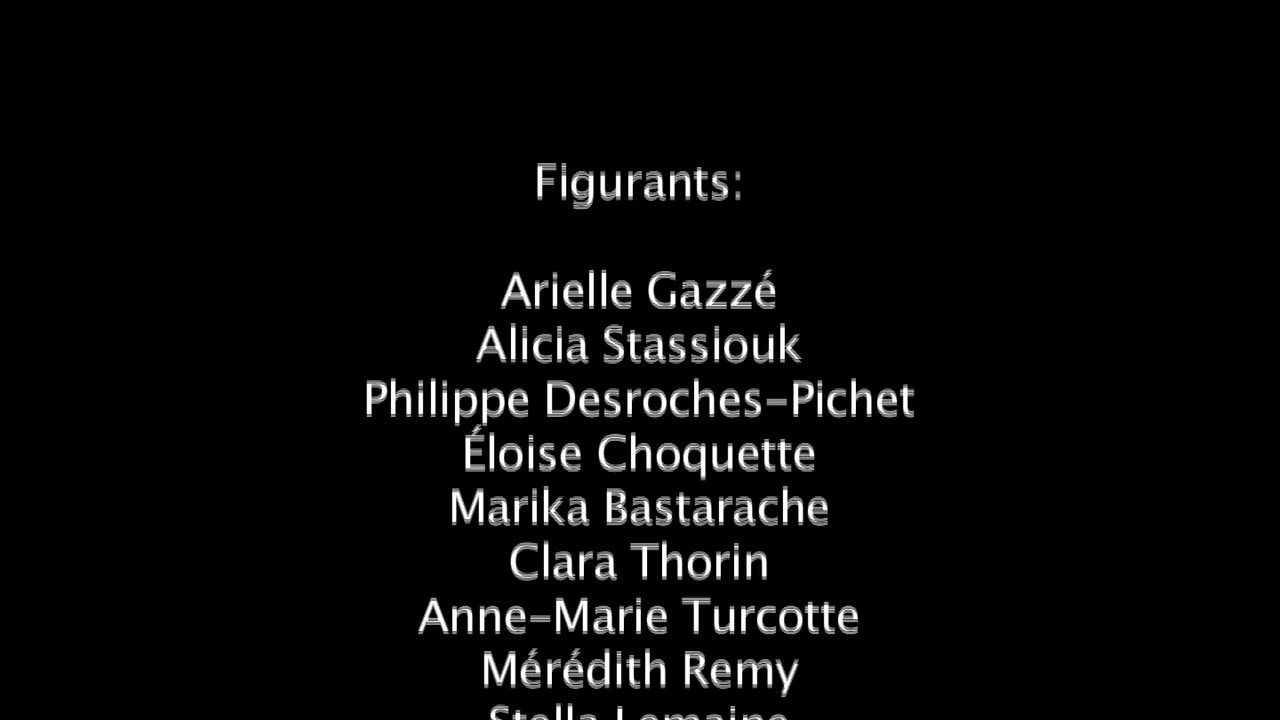 Figurants:
Arielle Gazzé
Alicia Stassiouk
Philippe Desroches-Pichet
Éloise Choquette
Marika Bastarache
Clara Thorin
Anne-Marie Turcotte
Mérédith Remy
Stella